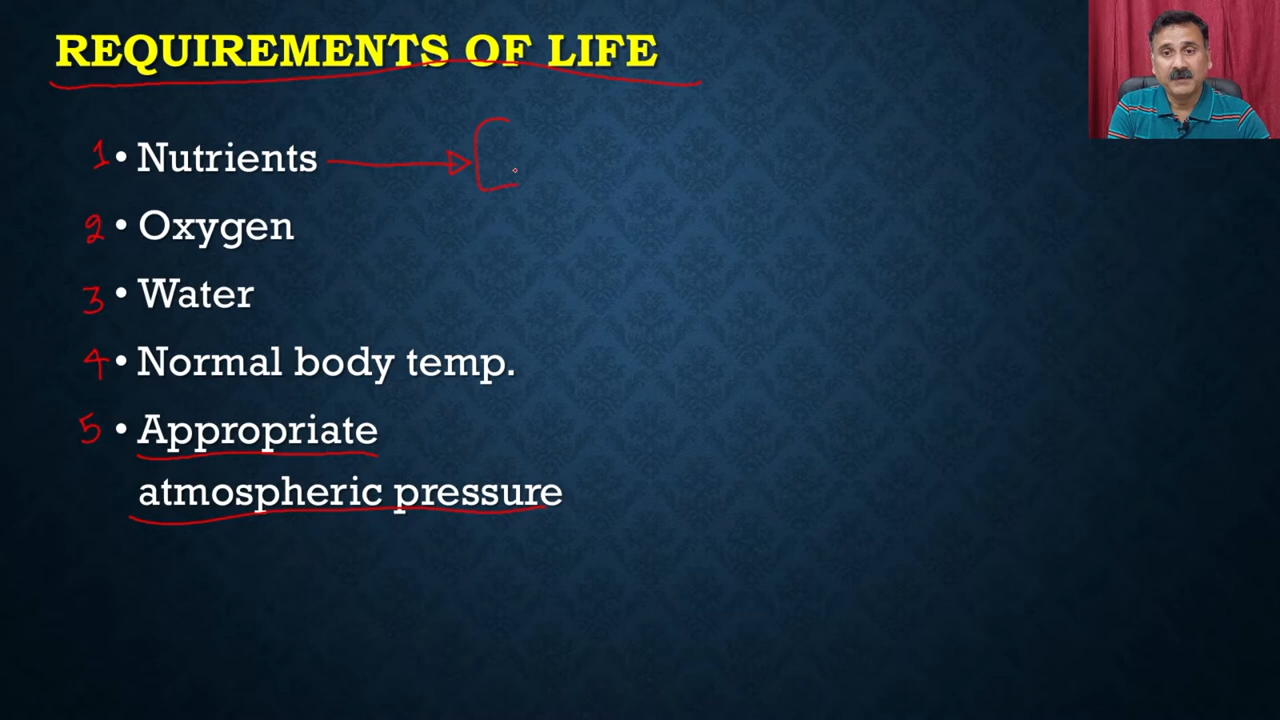 REQUIREMENTS OF LIFE
1 • Nutrients
2 • Oxygen
3 • Water
4 • Normal body temp.
5 • Appropriate
atmospheric pressure